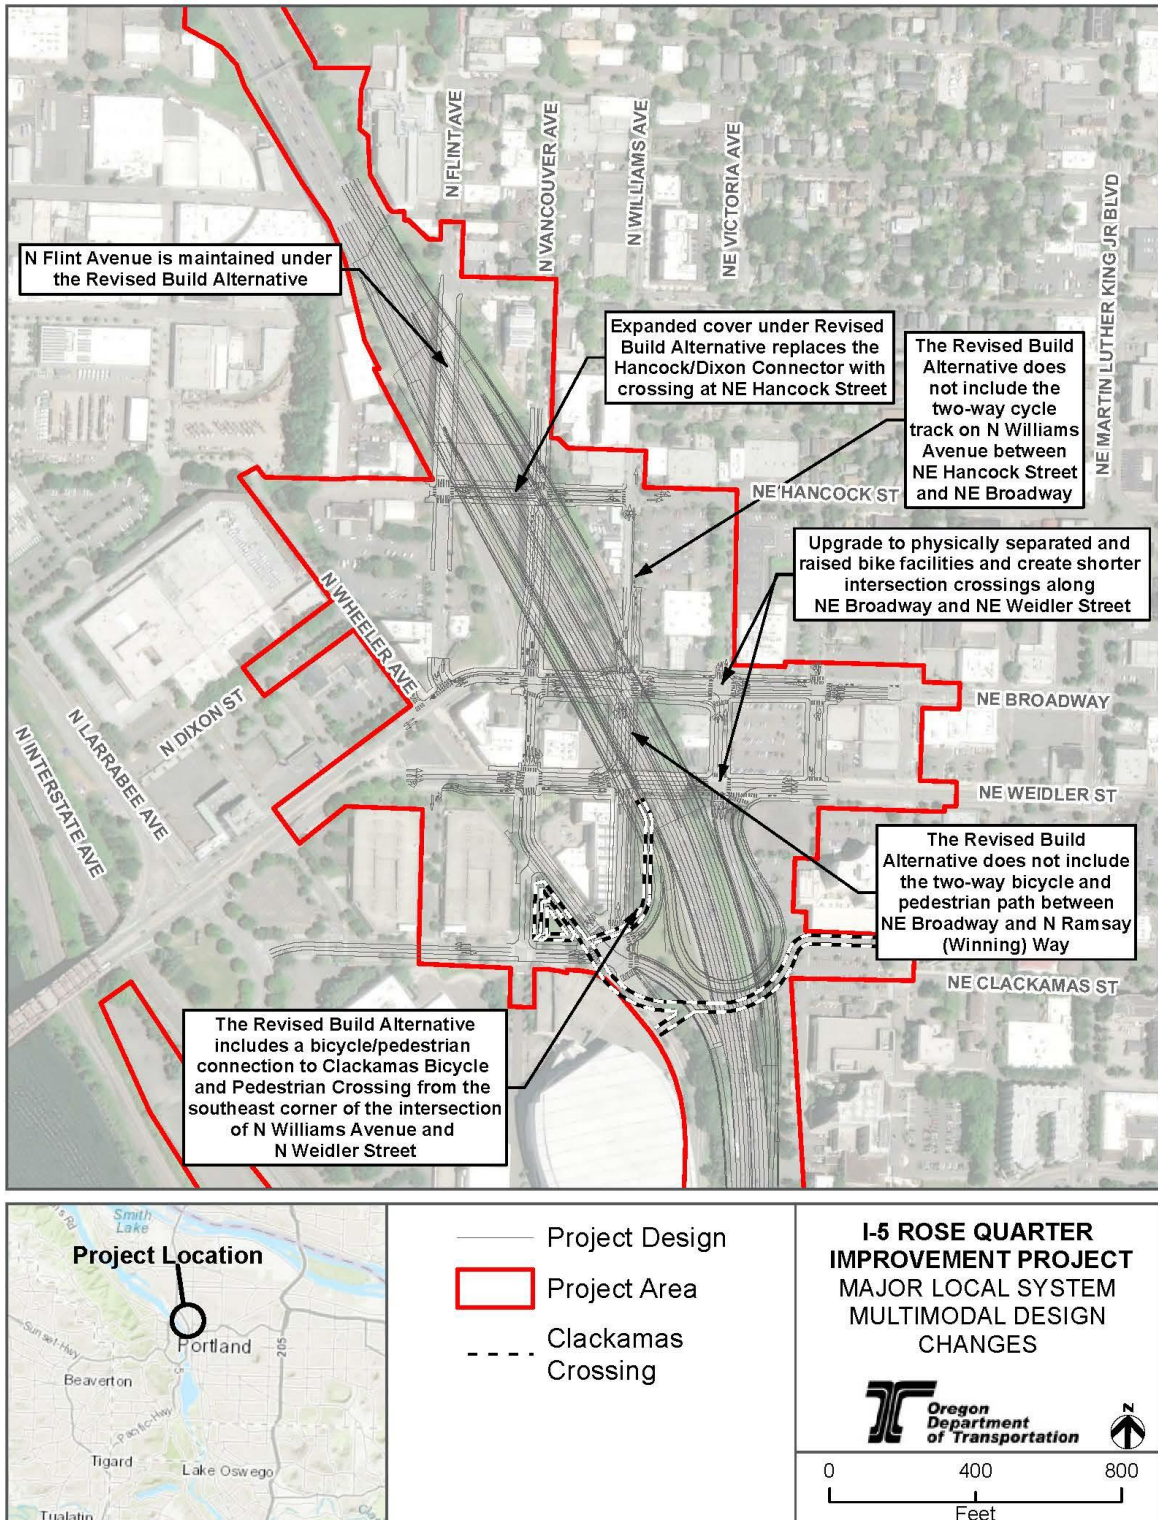 N FLINT AVE
N VANCOUVER AVE
N WILLIAMS AVE
NE VICTORIA AVE
NE MARTIN LUTHER KING JR BLVD
N Flint Avenue is maintained under
the Revised Build Alternative
Expanded cover under Revised
Build Alternative replaces the
Hancock/Dixon Connector with
crossing at NE Hancock Street
The Revised Build
Alternative does
not include the
two-way cycle
track on N Williams
Avenue between
NE Hancock Street
and NE Broadway
NE HANCOCK ST
Upgrade to physically separated and
raised bike facilities and create shorter
intersection crossings along
NE Broadway and NE Weidler Street
N WHEELER AVE
N DIXON ST
N LARRABEE AVE
N INTERSTATE AVE
NE BROADWAY
NE WEIDLER ST
The Revised Build
Alternative does not include
the two-way bicycle and
pedestrian path between
NE Broadway and N Ramsay
(Winning) Way
NE CLACKAMAS ST
The Revised Build Alternative
includes a bicycle/pedestrian
connection to Clackamas Bicycle
and Pedestrian Crossing from the
southeast corner of the intersection
of N Williams Avenue and
N Weidler Street
Smith
Lake
Project Location
Portland
Sunset-Hwy
205
5
Beaverton
Pacific-Hwy
Tigard
Lake Oswego
Tualatin
Project Design
Project Area
Clackamas
Crossing
I-5 ROSE QUARTER
IMPROVEMENT PROJECT
MAJOR LOCAL SYSTEM
MULTIMODAL DESIGN
CHANGES
Oregon
Department
of Transportation
N
0 400 800
Feet